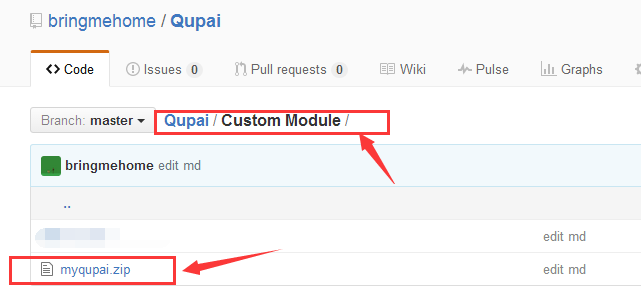 bringmehome / Qupai
Code Issues 0 Pull requests 0 Wiki Pulse Graphs
Branch: master Qupai / Custom Module /
bringmehome edit md
..
edit md
myqupai.zip edit md